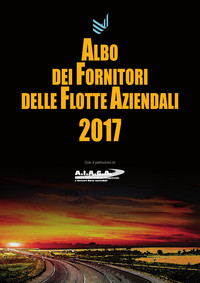 ALBO
DEI FORNITORI
DELLE FLOTTE AZIENDALI
2017
Con il patrocinio di
A.I.A.G.A.